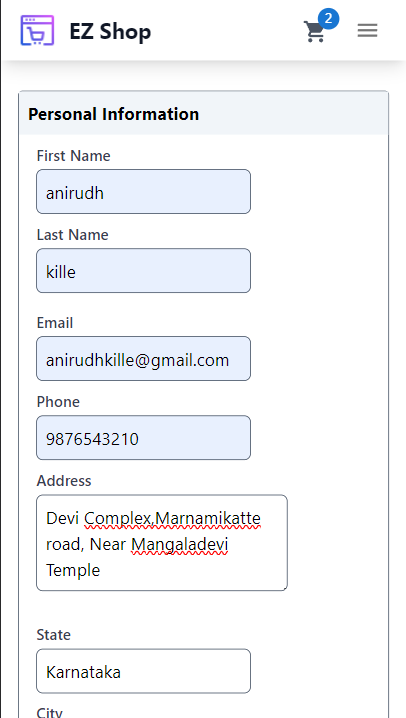 EZ Shop
2
Personal Information
First Name
anirudh
Last Name
kille
Email
anirudhkille@gmail.com
Phone
9876543210
Address
Devi Complex,Marnamikatte
road, Near Mangaladevi
Temple
State
Karnataka
City